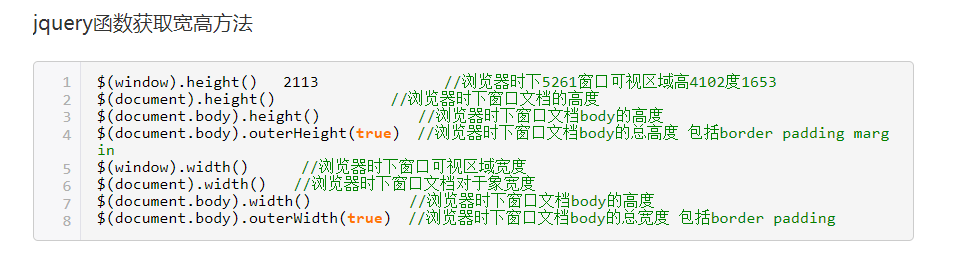 jquery函数获取宽高方法
1 $(window).height() 2113 //浏览器时下5261窗口可视区域高4102度1653
2 $(document).height() //浏览器时下窗口文档的高度
3 $(document.body).height() //浏览器时下窗口文档body的高度
4 $(document.body).outerHeight(true) //浏览器时下窗口文档body的总高度 包括border padding marg
in
5 $(window).width() //浏览器时下窗口可视区域宽度
6 $(document).width() //浏览器时下窗口文档对于象宽度
7 $(document.body).width() //浏览器时下窗口文档body的高度
8 $(document.body).outerWidth(true) //浏览器时下窗口文档body的总宽度 包括border padding